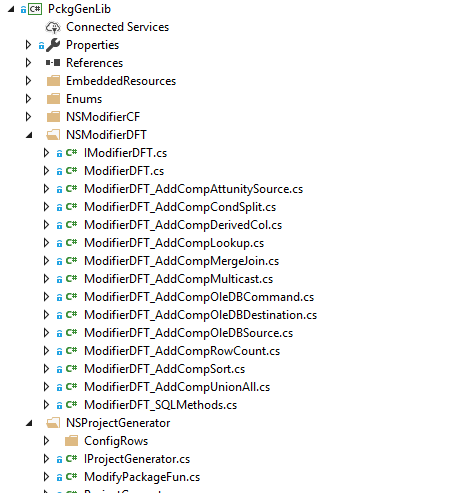 C# PckgGenLib
Connected Services
Properties
References
EmbeddedResources
Enums
NSModifierCF
NSModifierDFT
C# IModifierDFT.cs
C# ModifierDFT.cs
C# ModifierDFT_AddCompAttunitySource.cs
C# ModifierDFT_AddCompCondSplit.cs
C# ModifierDFT_AddCompDerivedCol.cs
C# ModifierDFT_AddCompLookup.cs
C# ModifierDFT_AddCompMergeJoin.cs
C# ModifierDFT_AddCompMulticast.cs
C# ModifierDFT_AddCompOleDBCommand.cs
C# ModifierDFT_AddCompOleDBDestination.cs
C# ModifierDFT_AddCompOleDBSource.cs
C# ModifierDFT_AddCompRowCount.cs
C# ModifierDFT_AddCompSort.cs
C# ModifierDFT_AddCompUnionAll.cs
C# ModifierDFT_SQLMethods.cs
NSProjectGenerator
ConfigRows
C# IProjectGenerator.cs
C# ModifyPackageFun.cs